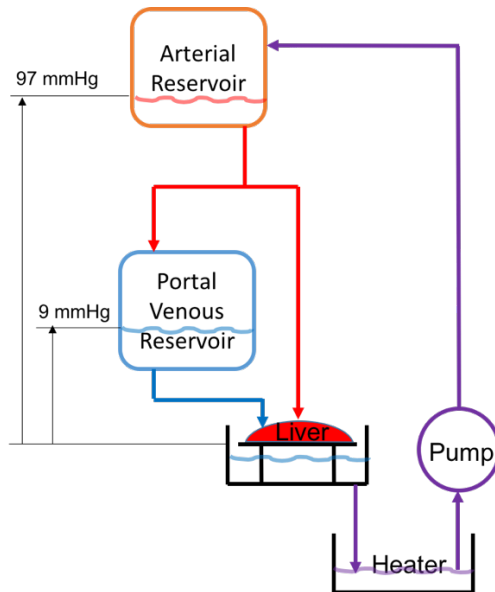 Arterial
Reservoir
97 mmHg
Portal
Venous
Reservoir
9 mmHg
Liver
Pump
Heater